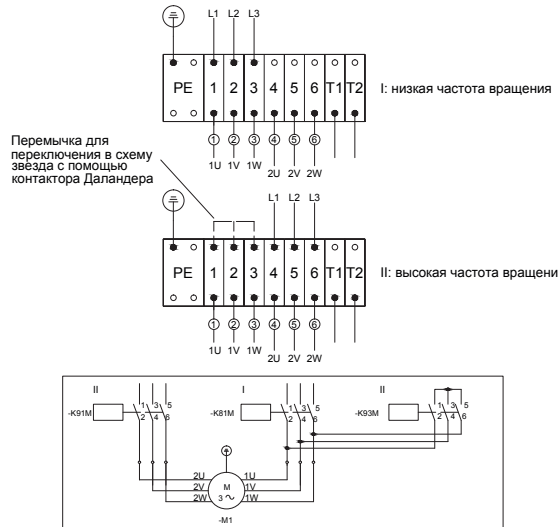 L1 L2 L3
PE 1 2 3 4 5 6 T1 T2
I: низкая частота вращения
1 2 3 4 5 6
1U 1V 1W 2U 2V 2W
Перемычка для
переключения в схему
звезда с помощью
контактора Даландера
L1 L2 L3
PE 1 2 3 4 5 6 T1 T2
II: высокая частота вращени
1 2 3 4 5 6
1U 1V 1W 2U 2V 2W
II I II
-K91M 1 3 5 -K81M 1 3 5 -K93M 1 3 5
2 4 6 2 4 6 2 4 6
2U 1U
2V M 1V
2W 3 ~ 1W
-M1